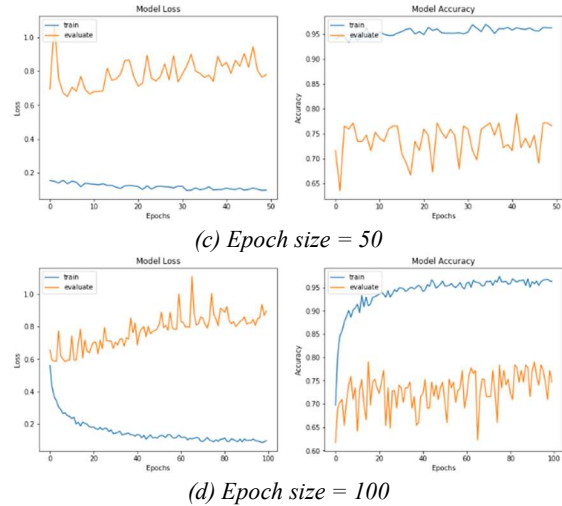 Model Loss
train
evaluate
1.0
0.8
0.6
0.4
0.2
Loss
0 10 20 30 40 50
Epochs
Model Accuracy
train
evaluate
0.95
0.90
0.85
0.80
0.75
0.70
0.65
Accuracy
0 10 20 30 40 50
Epochs
(c) Epoch size = 50
Model Loss
train
evaluate
1.0
0.8
0.6
0.4
0.2
Loss
0 20 40 60 80 100
Epochs
Model Accuracy
train
evaluate
0.95
0.90
0.85
0.80
0.75
0.70
0.65
0.60
Accuracy
0 20 40 60 80 100
Epochs
(d) Epoch size = 100